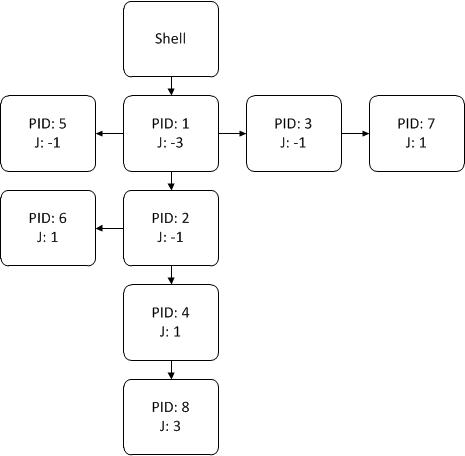 Shell
PID: 5
J: -1
PID: 1
J: -3
PID: 3
J: -1
PID: 7
J: 1
PID: 6
J: 1
PID: 2
J: -1
PID: 4
J: 1
PID: 8
J: 3